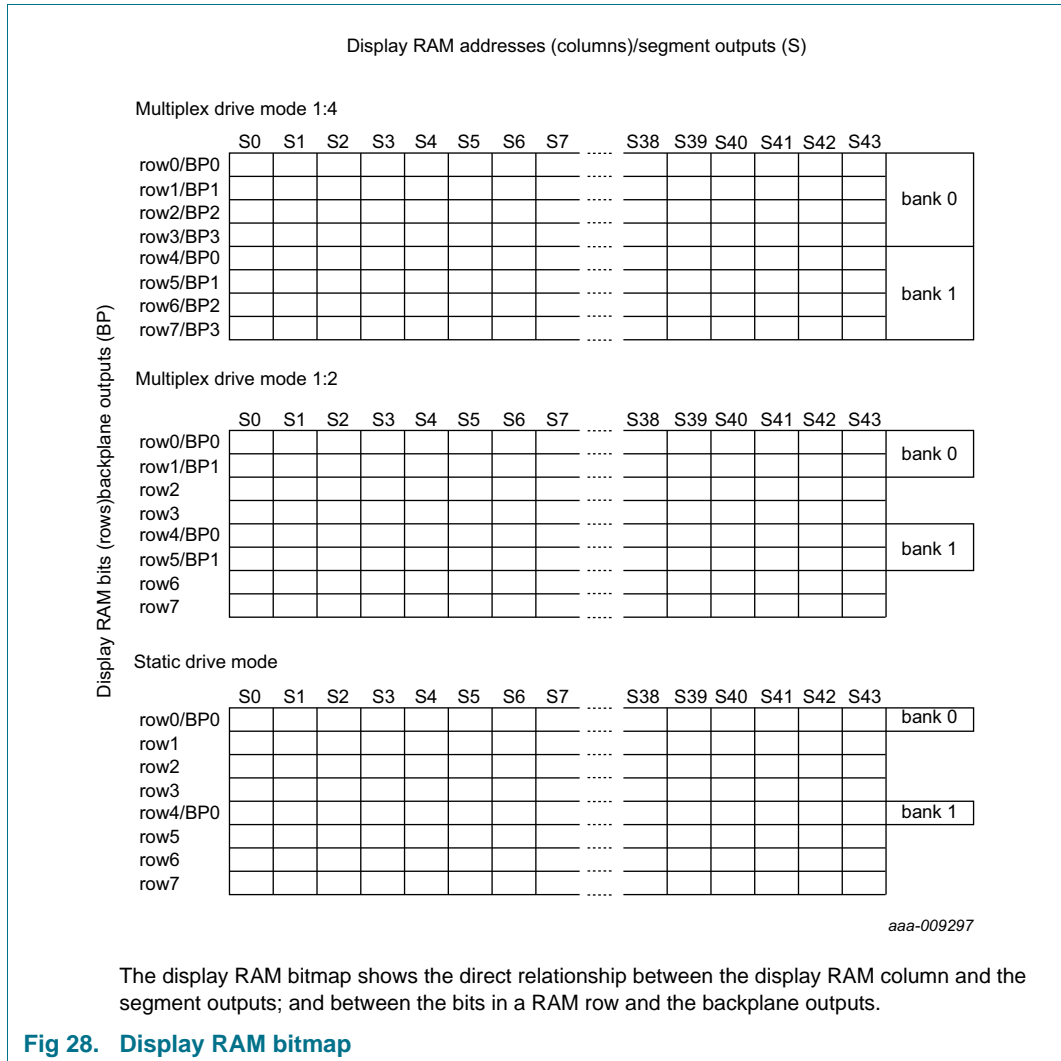 Display RAM addresses (columns)/segment outputs (S)
Display RAM bits (rows)backplane outputs (BP)
Multiplex drive mode 1:4
S0 S1 S2 S3 S4 S5 S6 S7 ..... S38 S39 S40 S41 S42 S43
row0/BP0
row1/BP1
row2/BP2
row3/BP3
bank 0
row4/BP0
row5/BP1
row6/BP2
row7/BP3
bank 1
Multiplex drive mode 1:2
S0 S1 S2 S3 S4 S5 S6 S7 ..... S38 S39 S40 S41 S42 S43
row0/BP0
row1/BP1
bank 0
row2
row3
row4/BP0
row5/BP1
bank 1
row6
row7
Static drive mode
S0 S1 S2 S3 S4 S5 S6 S7 ..... S38 S39 S40 S41 S42 S43
row0/BP0 bank 0
row1
row2
row3
row4/BP0 bank 1
row5
row6
row7
aaa-009297
The display RAM bitmap shows the direct relationship between the display RAM column and the
segment outputs; and between the bits in a RAM row and the backplane outputs.
Fig 28. Display RAM bitmap